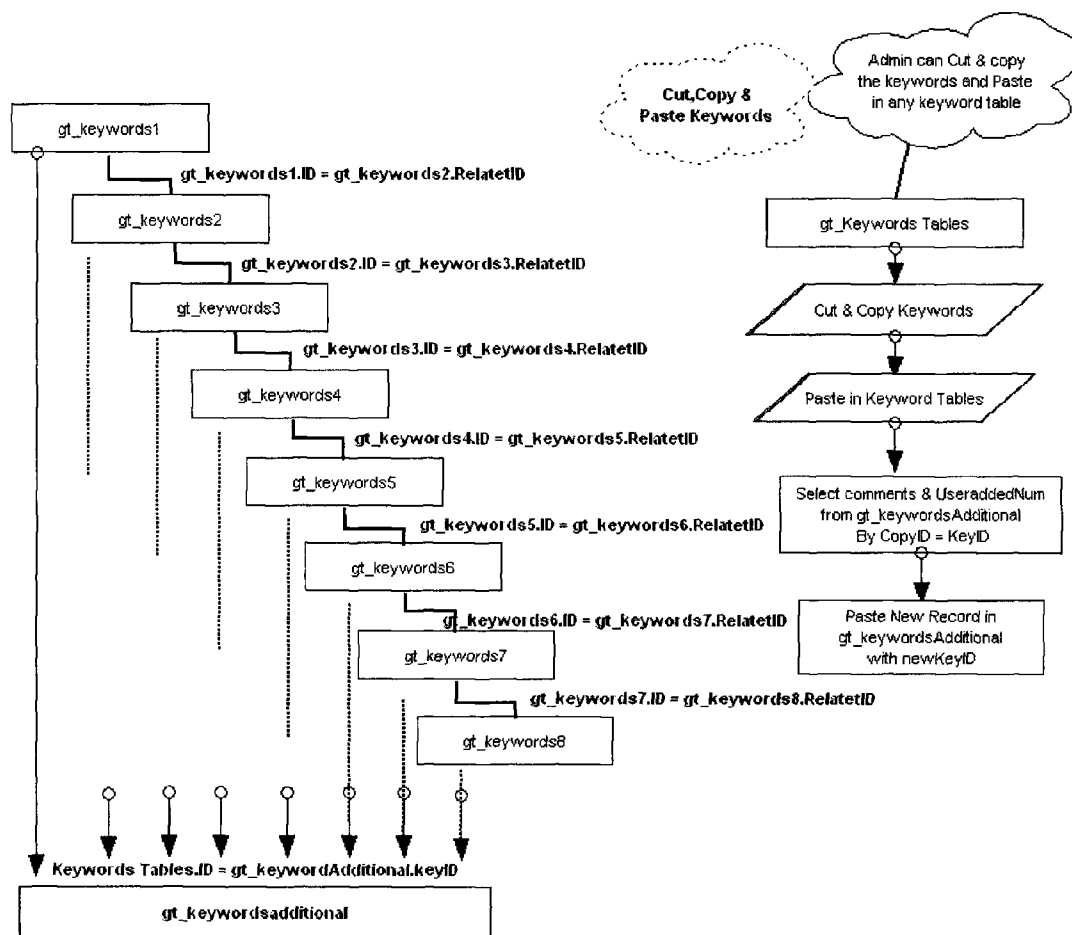 Admin can Cut & copy
the keywords and Paste
in any keyword table
Cut,Copy &
Paste Keywords
gt_keywords1
gt_keywords1.ID = gt_keywords2.RelatetID
gt_keywords2
gt_keywords2.ID = gt_keywords3.RelatetID
gt_keywords3
gt_keywords3.ID = gt_keywords4.RelatetID
gt_keywords4
gt_keywords4.ID = gt_keywords5.RelatetID
gt_keywords5
gt_keywords5.ID = gt_keywords6.RelatetID
gt_keywords6
gt_keywords6.ID = gt_keywords7.RelatetID
gt_keywords7
gt_keywords7.ID = gt_keywords8.RelatetID
gt_keywords8
Keywords Tables.ID = gt_keywordAdditional.keyID
gt_keywordsadditional
gt_Keywords Tables
Cut & Copy Keywords
Paste in Keyword Tables
Select comments & UseraddedNum
from gt_keywordsAdditional
By CopyID = KeyID
Paste New Record in
gt_keywordsAdditional
with newKeyID